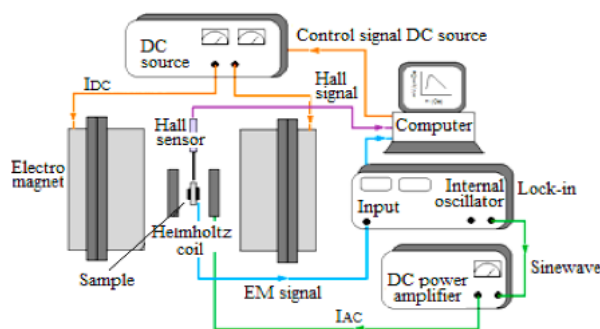 Control signal DC source
DC
source
IDC
Hall
signal
Hall
sensor
Computer
Electro
magnet
Internal
oscillator
Lock-in
Input
Helmholtz
coil
Sample
EM signal
DC power
amplifier
Sinewave
IAC